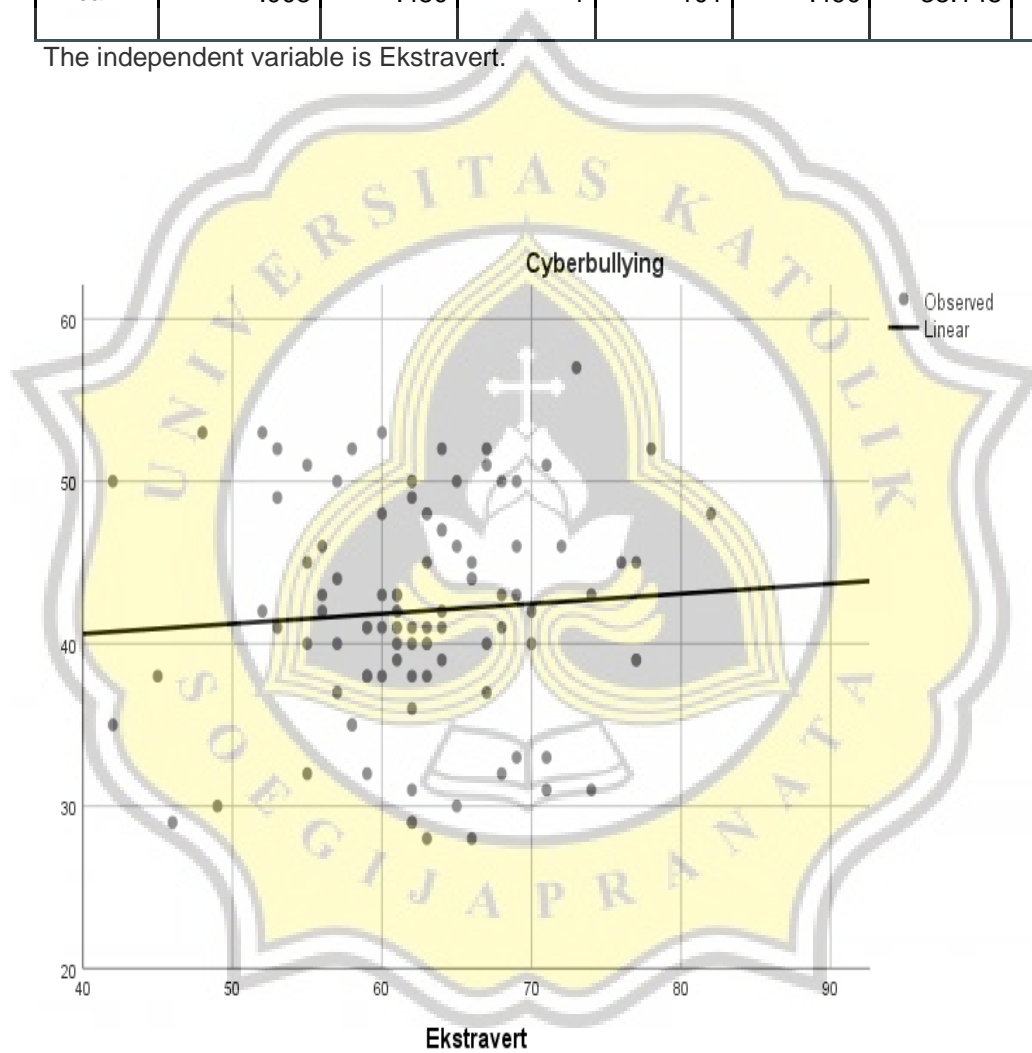 The independent variable is Ekstravert.
UNIVERSITAS KATOLIK
Cyberbullying
Observed
Linear
60
50
40
30
20
40 50 60 70 80 90
SOEGIJAPRANATA
Ekstravert